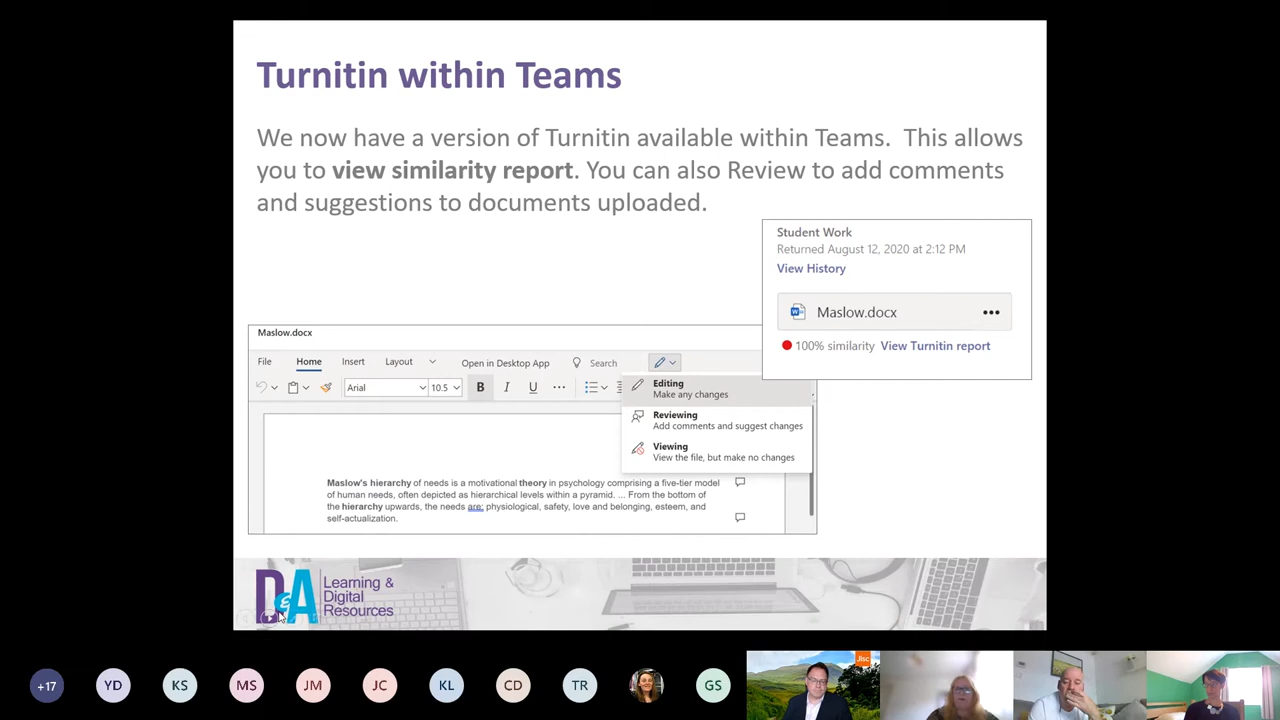 Turnitin within Teams
We now have a version of Turnitin available within Teams. This allows
you to view similarity report. You can also Review to add comments
and suggestions to documents uploaded.
Student Work
Returned August 12, 2020 at 2:12 PM
View History
Maslow.docx
100% similarity View Turnitin report
Maslow.docx
File Home Insert Layout Open in Desktop App Search
Arial 10.5 B I U
Editing
Make any changes
Reviewing
Add comments and suggest changes
Viewing
View the file, but make no changes
Maslow's hierarchy of needs is a motivational theory in psychology comprising a five-tier model
of human needs, often depicted as hierarchical levels within a pyramid. ... From the bottom of
the hierarchy upwards, the needs are: physiological, safety, love and belonging, esteem, and
self-actualization.
D&A
Learning &
Digital
Resources
+17 YD KS MS JM JC KL CD TR GS
Jisc